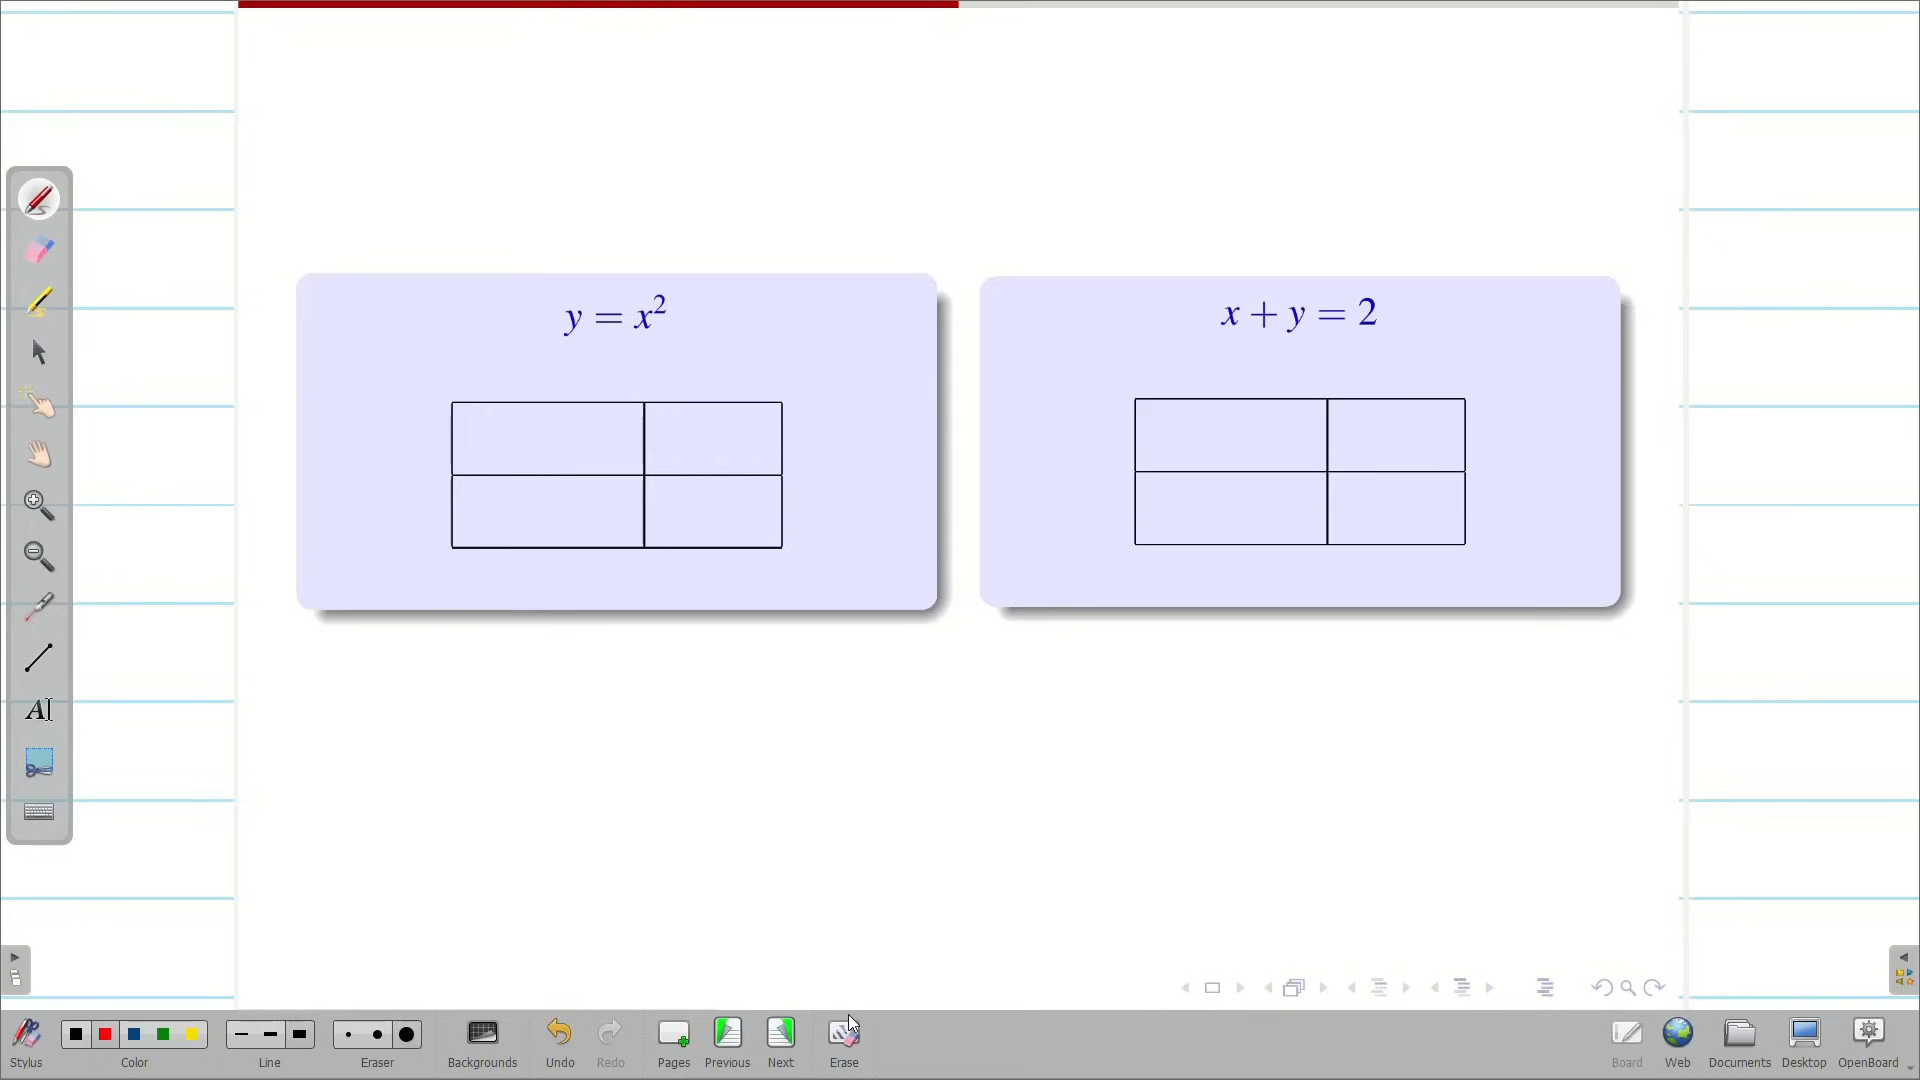 y = x²
x + y = 2
A
Stylus
Color
Line
Eraser
Backgrounds
Undo
Redo
Pages
Previous
Next
Erase
Board
Web
Documents
Desktop
OpenBoard